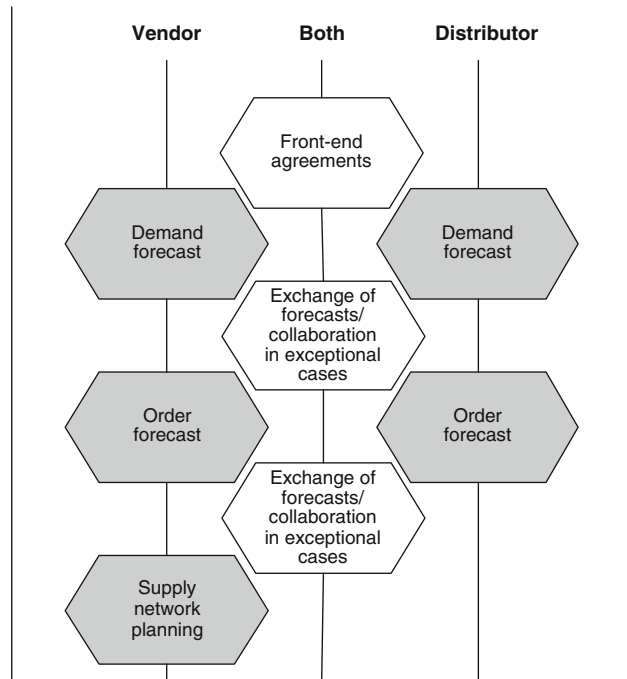 Vendor
Both
Distributor
Front-end
agreements
Demand
forecast
Demand
forecast
Exchange of
forecasts/
collaboration
in exceptional
cases
Order
forecast
Order
forecast
Exchange of
forecasts/
collaboration
in exceptional
cases
Supply
network
planning